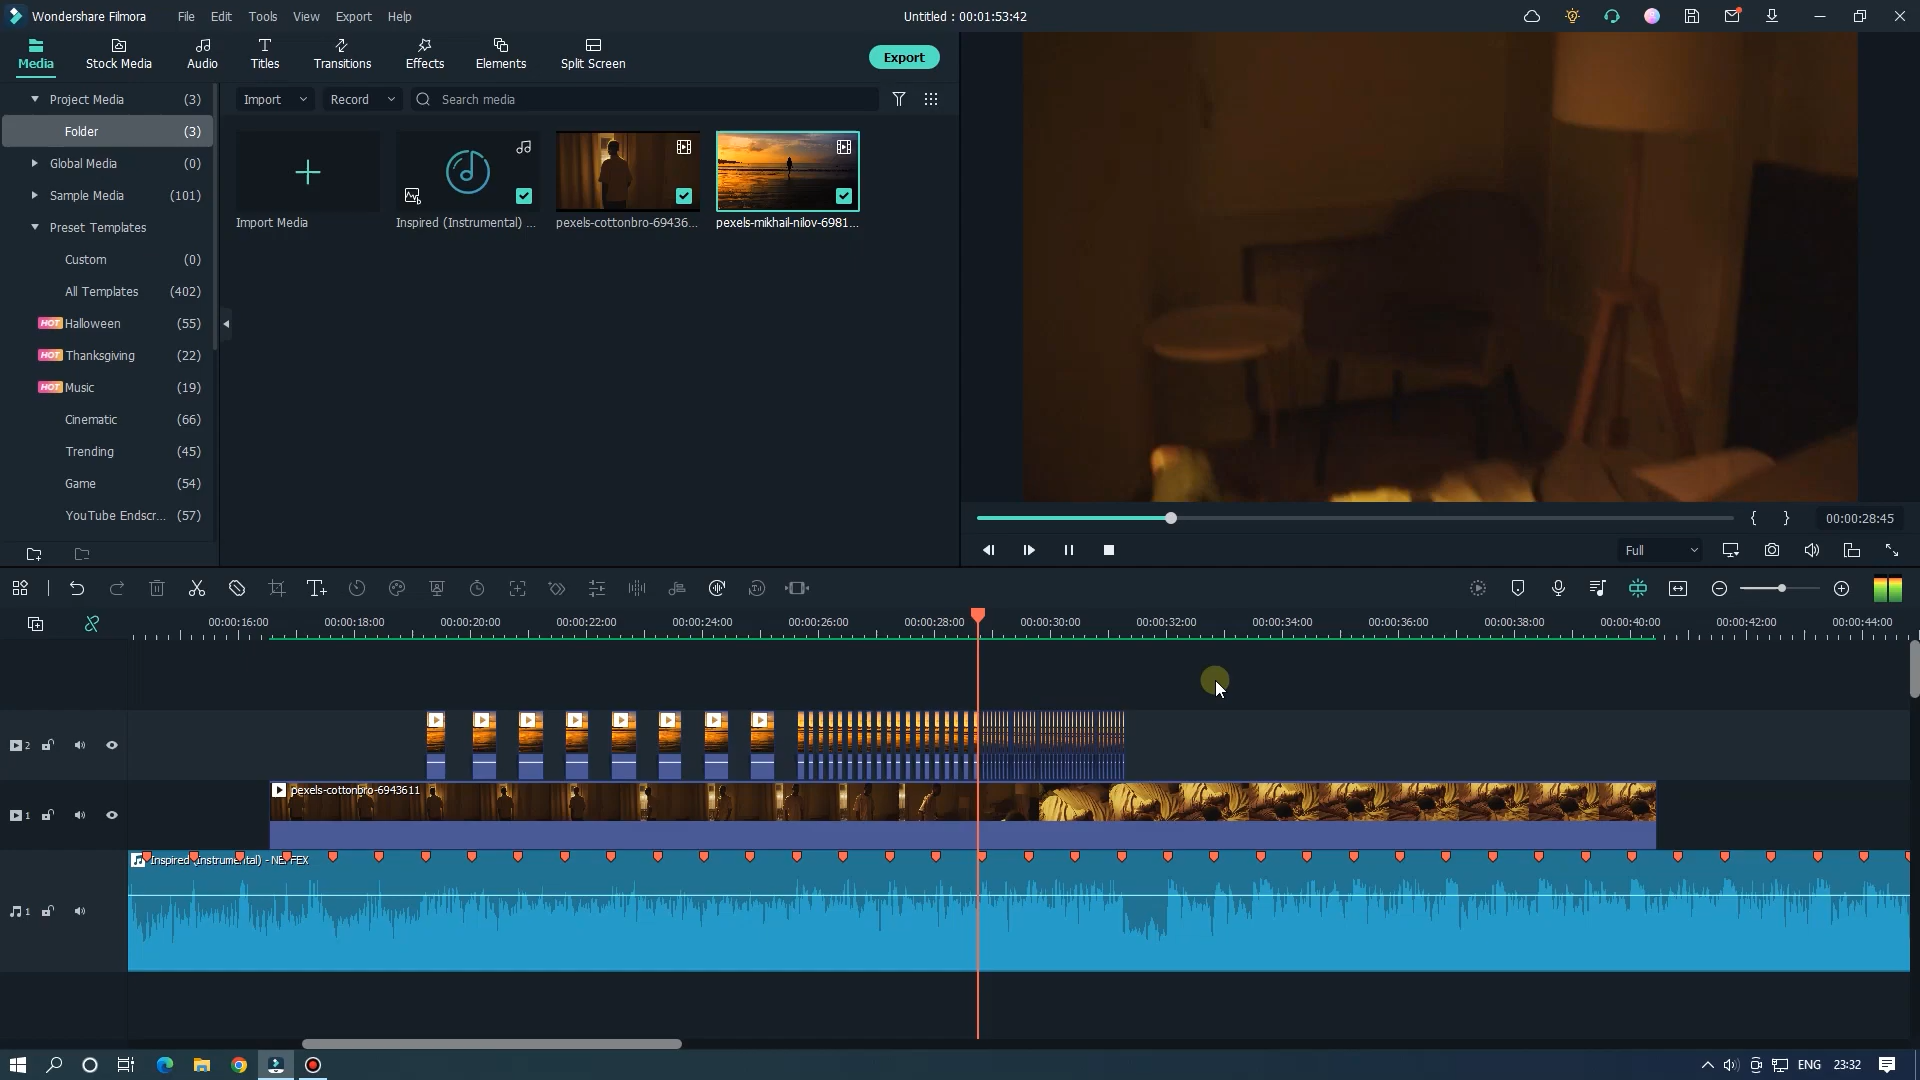 Wondershare Filmora File Edit Tools View Export Help Untitled : 00:01:53:42
Media Stock Media Audio Titles Transitions Effects Elements Split Screen Export
Project Media (3)
Import Record Search media
Folder (3)
Global Media (0)
Sample Media (101)
Import Media Inspired (Instrumental) ... pexels-cottonbro-69436... pexels-mikhail-nilov-6981...
Preset Templates
Custom (0)
All Templates (402)
HOT Halloween (55)
HOT Thanksgiving (22)
HOT Music (19)
Cinematic (66)
Trending (45)
Game (54)
YouTube Endscr... (57)
{ } 00:00:28:45
Full
00:00:16:00 00:00:18:00 00:00:20:00 00:00:22:00 00:00:24:00 00:00:26:00 00:00:28:00 00:00:30:00 00:00:32:00 00:00:34:00 00:00:36:00 00:00:38:00 00:00:40:00 00:00:42:00 00:00:44:00
2
pexels-cottonbro-6943611
1
Inspired (Instrumental) - NEFFEX
1
ENG 23:32